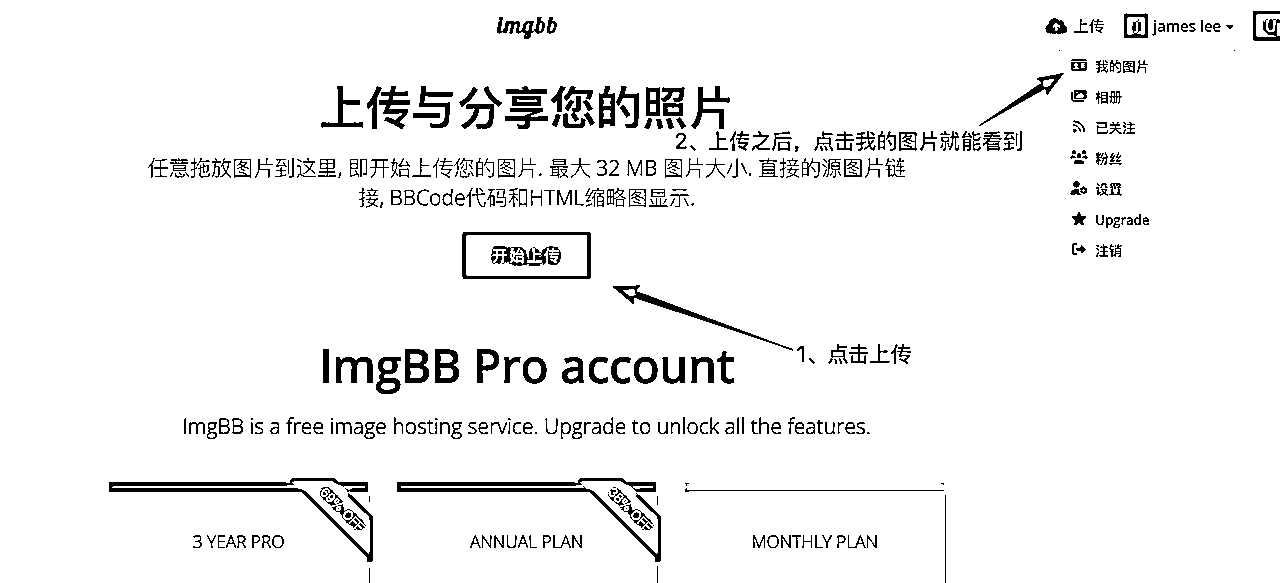 imgbb
上传
james lee
我的图片
相册
已关注
粉丝
设置
Upgrade
注销
上传与分享您的照片
2、上传之后，点击我的图片就能看到
任意拖放图片到这里, 即开始上传您的图片. 最大 32 MB 图片大小. 直接的源图片链
接, BBCode代码和HTML缩略图显示.
开始上传
1、点击上传
ImgBB Pro account
ImgBB is a free image hosting service. Upgrade to unlock all the features.
69% OFF
38% OFF
3 YEAR PRO
ANNUAL PLAN
MONTHLY PLAN